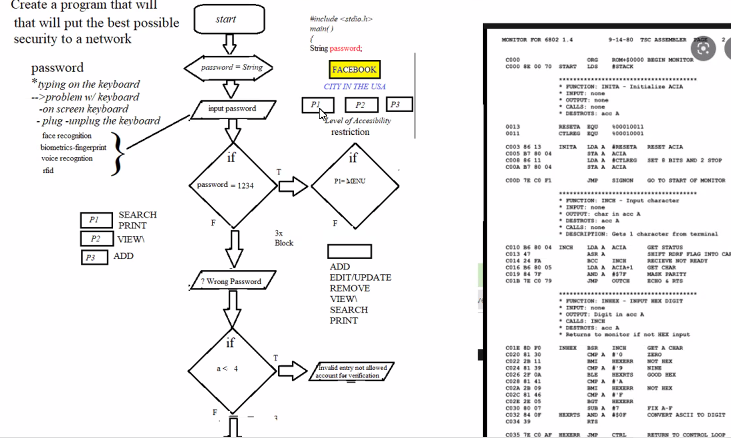 Create a program that will
that will put the best possible
security to a network
password
*typing on the keyboard
-->problem w/ keyboard
-on screen keyboard
- plug -unplug the keyboard
face recognition
biometrics-fingerprint
voice recogntion
rfid
P1 SEARCH
PRINT
P2 VIEW\
P3 ADD
start
password = String
input password
if
password = 1234
T
F
3x
Block
? Wrong Password
if
a < 4
T
F
Invalid entry not allowed
account for verification
#include <stdio.h>
main( )
{
String password;
FACEBOOK
CITY IN THE USA
P1 P2 P3
Level of Accesibility
restriction
if
P1=MENU
F
ADD
EDIT/UPDATE
REMOVE
VIEW\
SEARCH
PRINT
MONITOR FOR 6802 1.4 9-14-80 TSC ASSEMBLER PAGE 2
C000 ORG ROM+$0000 BEGIN MONITOR
C000 8E 00 70 START LDS #STACK
*************************************
* FUNCTION: INITA - Initialize ACIA
* INPUT: none
* OUTPUT: none
* CALLS: none
* DESTROYS: acc A
0013 RESETA EQU %00010011
0011 CTLREG EQU %00010001
C003 86 13 INITA LDA A #RESETA RESET ACIA
C005 B7 80 04 STA A ACIA
C008 86 11 LDA A #CTLREG SET 8 BITS AND 2 STOP
C00A B7 80 04 STA A ACIA
C00D 7E C0 F1 JMP SIGNON GO TO START OF MONITOR
*************************************
* FUNCTION: INCH - Input character
* INPUT: none
* OUTPUT: char in acc A
* DESTROYS: acc A
* CALLS: none
* DESCRIPTION: Gets 1 character from terminal
C010 B6 80 04 INCH LDA A ACIA GET STATUS
C013 47 ASR A SHIFT RDRF FLAG INTO CAR
C014 24 FA BCC INCH RECIEVE NOT READY
C016 B6 80 05 LDA A ACIA+1 GET CHAR
C019 84 7F AND A #$7F MASK PARITY
C01B 7E C0 79 JMP OUTCH ECHO & RTS
*************************************
* FUNCTION: INHEX - INPUT HEX DIGIT
* INPUT: none
* OUTPUT: Digit in acc A
* CALLS: INCH
* DESTROYS: acc A
* Returns to monitor if not HEX input
C01E 8D F0 INHEX BSR INCH GET A CHAR
C020 81 30 CMP A #'0 ZERO
C022 2B 11 BMI HEXERR NOT HEX
C024 81 39 CMP A #'9 NINE
C026 2F 0A BLE HEXRTS GOOD HEX
C028 81 41 CMP A #'A
C02A 2B 09 BMI HEXERR NOT HEX
C02C 81 46 CMP A #'F
C02E 2E 05 BGT HEXERR
C030 80 07 SUB A #7 FIX A-F
C032 84 0F HEXRTS AND A #$0F CONVERT ASCII TO DIGIT
C034 39 RTS
C035 7E C0 AF HEXERR JMP CTRL RETURN TO CONTROL LOOP